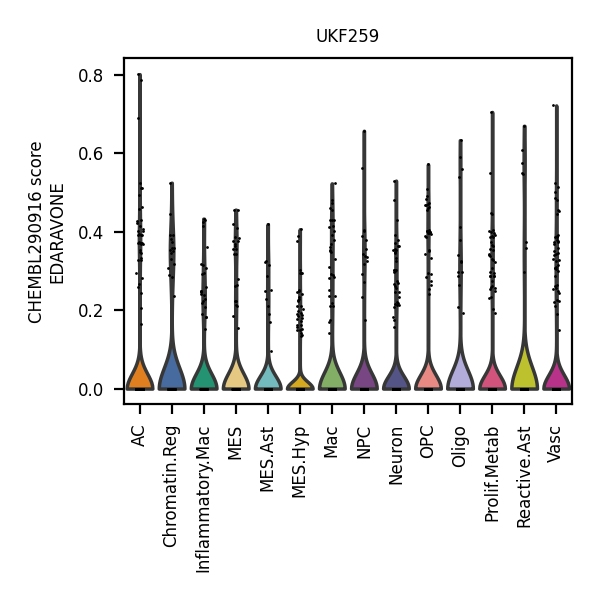 UKF259
CHEMBL290916 score
EDARAVONE
0.8
0.6
0.4
0.2
0.0
AC
Chromatin.Reg
Inflammatory.Mac
MES
MES.Ast
MES.Hyp
Mac
NPC
Neuron
OPC
Oligo
Prolif.Metab
Reactive.Ast
Vasc